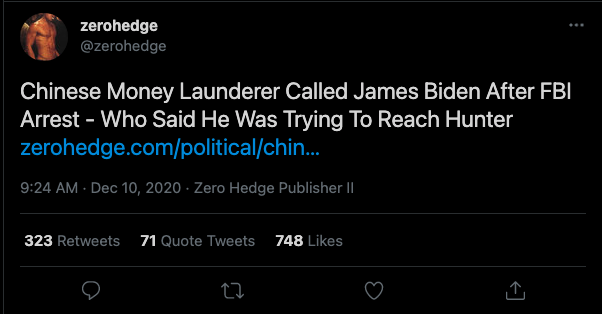 zerohedge
@zerohedge
Chinese Money Launderer Called James Biden After FBI
Arrest - Who Said He Was Trying To Reach Hunter
zerohedge.com/political/chin...
9:24 AM · Dec 10, 2020 · Zero Hedge Publisher II
323 Retweets 71 Quote Tweets 748 Likes